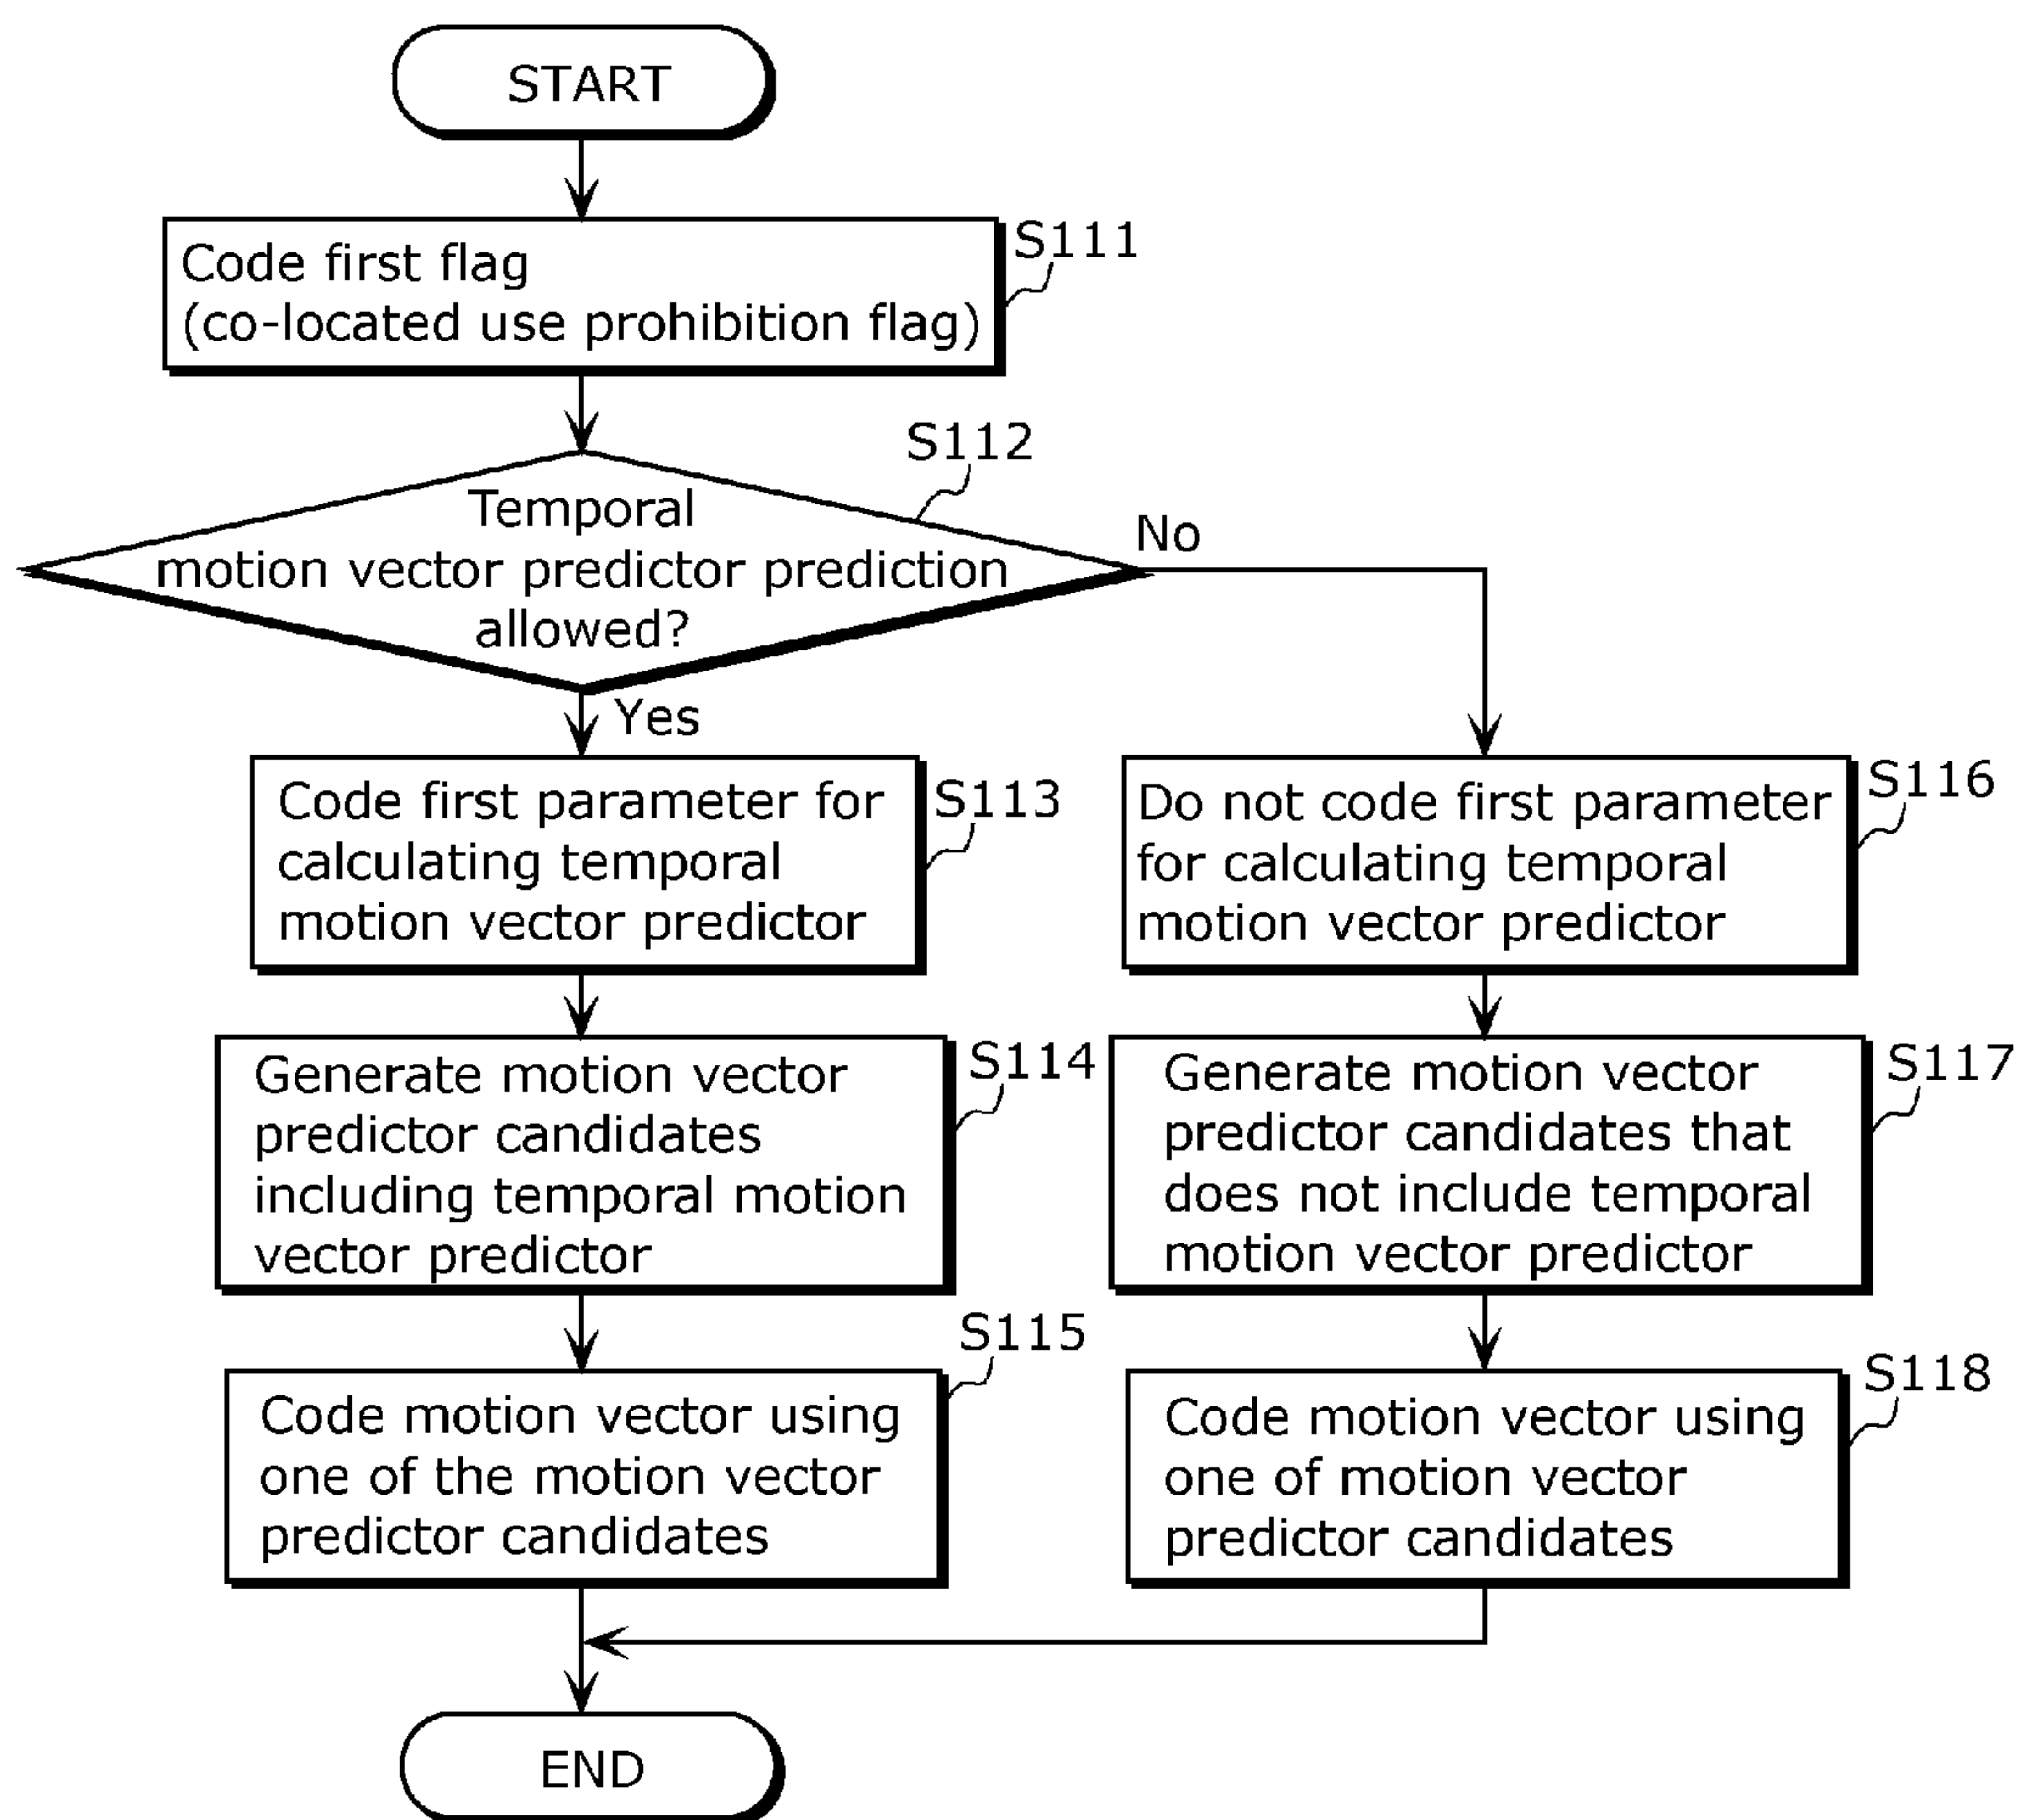 START
Code first flag
(co-located use prohibition flag)
S111
S112
Temporal
motion vector predictor prediction
allowed?
No
Yes
Code first parameter for
calculating temporal
motion vector predictor
S113
Generate motion vector
predictor candidates
including temporal motion
vector predictor
S114
Code motion vector using
one of the motion vector
predictor candidates
S115
Do not code first parameter
for calculating temporal
motion vector predictor
S116
Generate motion vector
predictor candidates that
does not include temporal
motion vector predictor
S117
Code motion vector using
one of motion vector
predictor candidates
S118
END